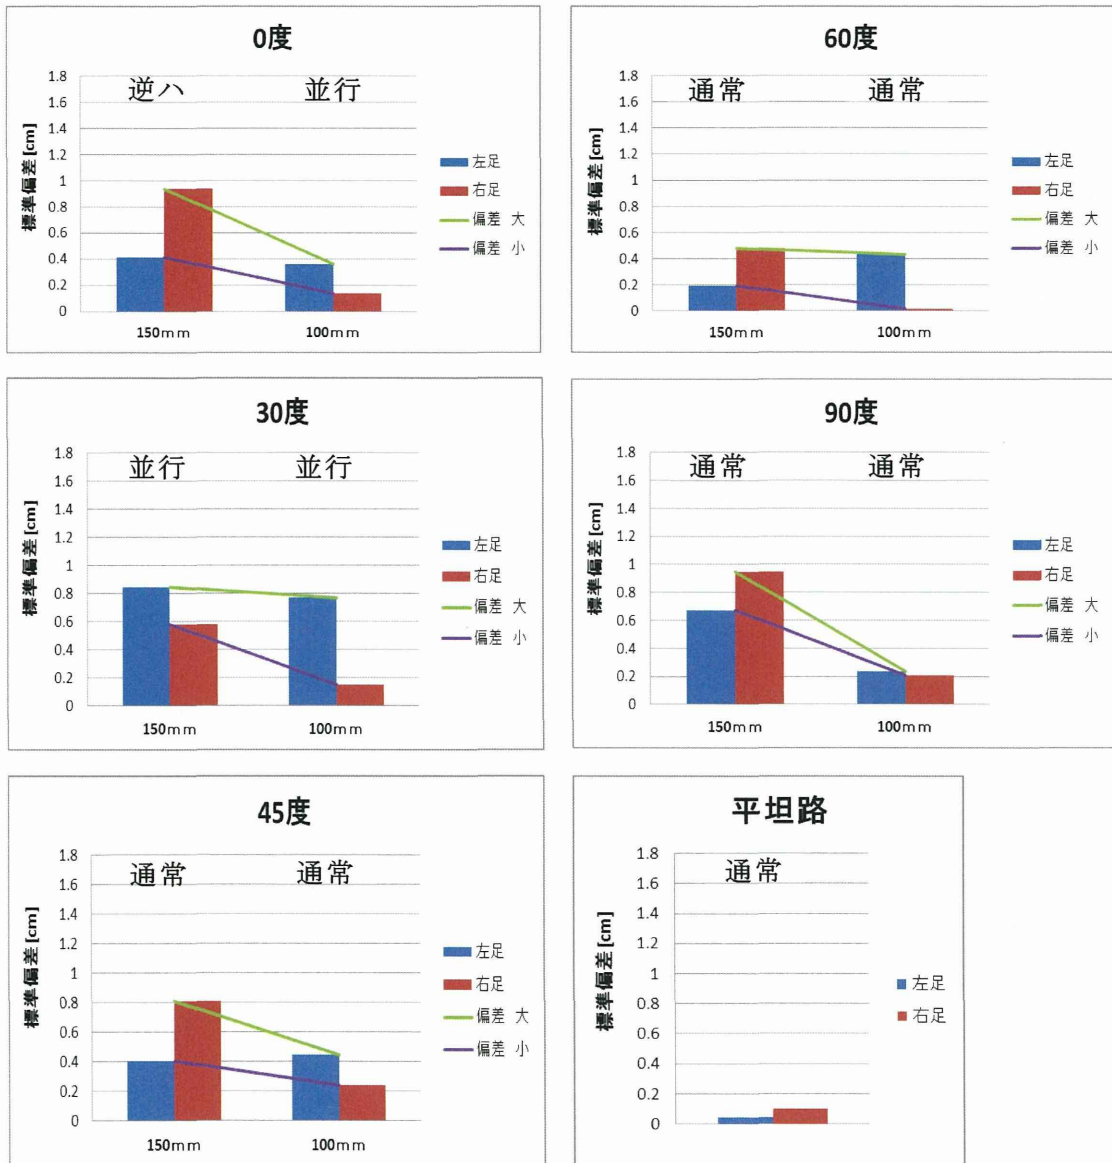 0度
標準偏差 [cm]
1.8
1.6
1.4
1.2
1
0.8
0.6
0.4
0.2
0
逆ハ 並行
150mm 100mm
左足
右足
偏差 大
偏差 小
60度
標準偏差 [cm]
1.8
1.6
1.4
1.2
1
0.8
0.6
0.4
0.2
0
通常 通常
150mm 100mm
左足
右足
偏差 大
偏差 小
30度
標準偏差 [cm]
1.8
1.6
1.4
1.2
1
0.8
0.6
0.4
0.2
0
並行 並行
150mm 100mm
左足
右足
偏差 大
偏差 小
90度
標準偏差 [cm]
1.8
1.6
1.4
1.2
1
0.8
0.6
0.4
0.2
0
通常 通常
150mm 100mm
左足
右足
偏差 大
偏差 小
45度
標準偏差 [cm]
1.8
1.6
1.4
1.2
1
0.8
0.6
0.4
0.2
0
通常 通常
150mm 100mm
左足
右足
偏差 大
偏差 小
平坦路
標準偏差 [cm]
1.8
1.6
1.4
1.2
1
0.8
0.6
0.4
0.2
0
通常
左足
右足